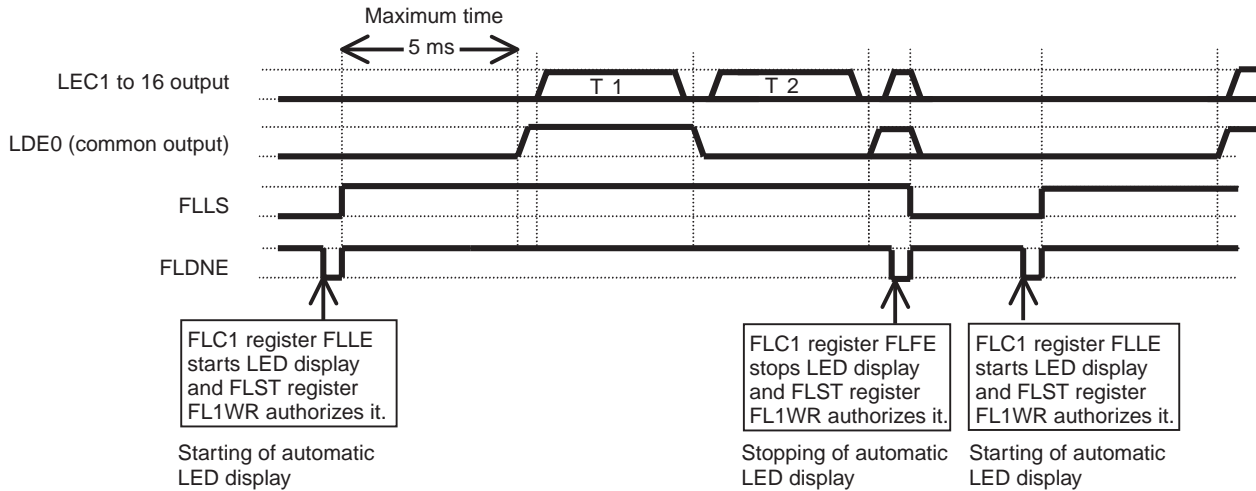 Maximum time
5 ms
LEC1 to 16 output
T 1
T 2
LDE0 (common output)
FLLS
FLDNE
FLC1 register FLLE
starts LED display
and FLST register
FL1WR authorizes it.
Starting of automatic
LED display
FLC1 register FLFE
stops LED display
and FLST register
FL1WR authorizes it.
Stopping of automatic
LED display
FLC1 register FLLE
starts LED display
and FLST register
FL1WR authorizes it.
Starting of automatic
LED display